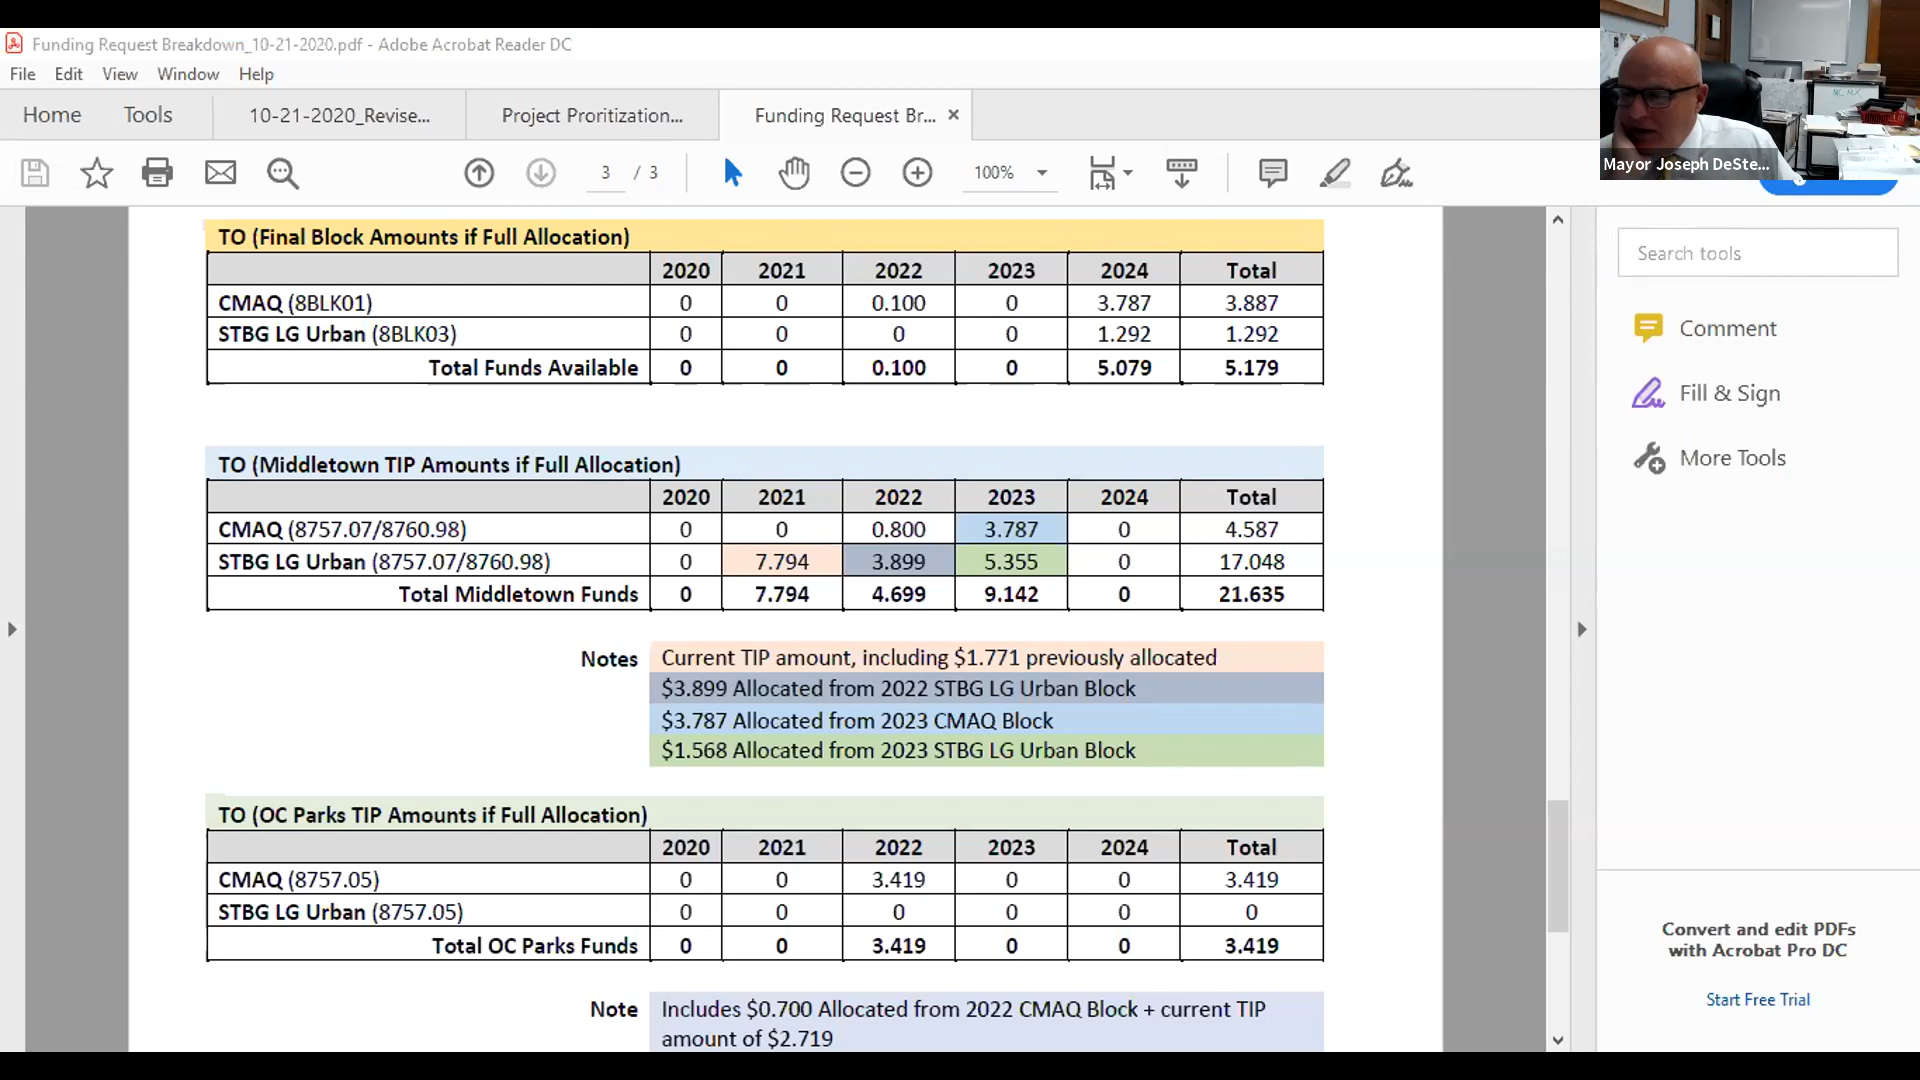 Funding Request Breakdown_10-21-2020.pdf - Adobe Acrobat Reader DC
File Edit View Window Help
Home Tools 10-21-2020_Revise... Project Proritization... Funding Request Br... ×
3 / 3 100%
Mayor Joseph DeSte...
TO (Final Block Amounts if Full Allocation)
2020 2021 2022 2023 2024 Total
CMAQ (8BLK01) 0 0 0.100 0 3.787 3.887
STBG LG Urban (8BLK03) 0 0 0 0 1.292 1.292
Total Funds Available 0 0 0.100 0 5.079 5.179
TO (Middletown TIP Amounts if Full Allocation)
2020 2021 2022 2023 2024 Total
CMAQ (8757.07/8760.98) 0 0 0.800 3.787 0 4.587
STBG LG Urban (8757.07/8760.98) 0 7.794 3.899 5.355 0 17.048
Total Middletown Funds 0 7.794 4.699 9.142 0 21.635
Notes Current TIP amount, including $1.771 previously allocated
$3.899 Allocated from 2022 STBG LG Urban Block
$3.787 Allocated from 2023 CMAQ Block
$1.568 Allocated from 2023 STBG LG Urban Block
TO (OC Parks TIP Amounts if Full Allocation)
2020 2021 2022 2023 2024 Total
CMAQ (8757.05) 0 0 3.419 0 0 3.419
STBG LG Urban (8757.05) 0 0 0 0 0 0
Total OC Parks Funds 0 0 3.419 0 0 3.419
Note Includes $0.700 Allocated from 2022 CMAQ Block + current TIP
amount of $2.719
Search tools
Comment
Fill & Sign
More Tools
Convert and edit PDFs
with Acrobat Pro DC
Start Free Trial